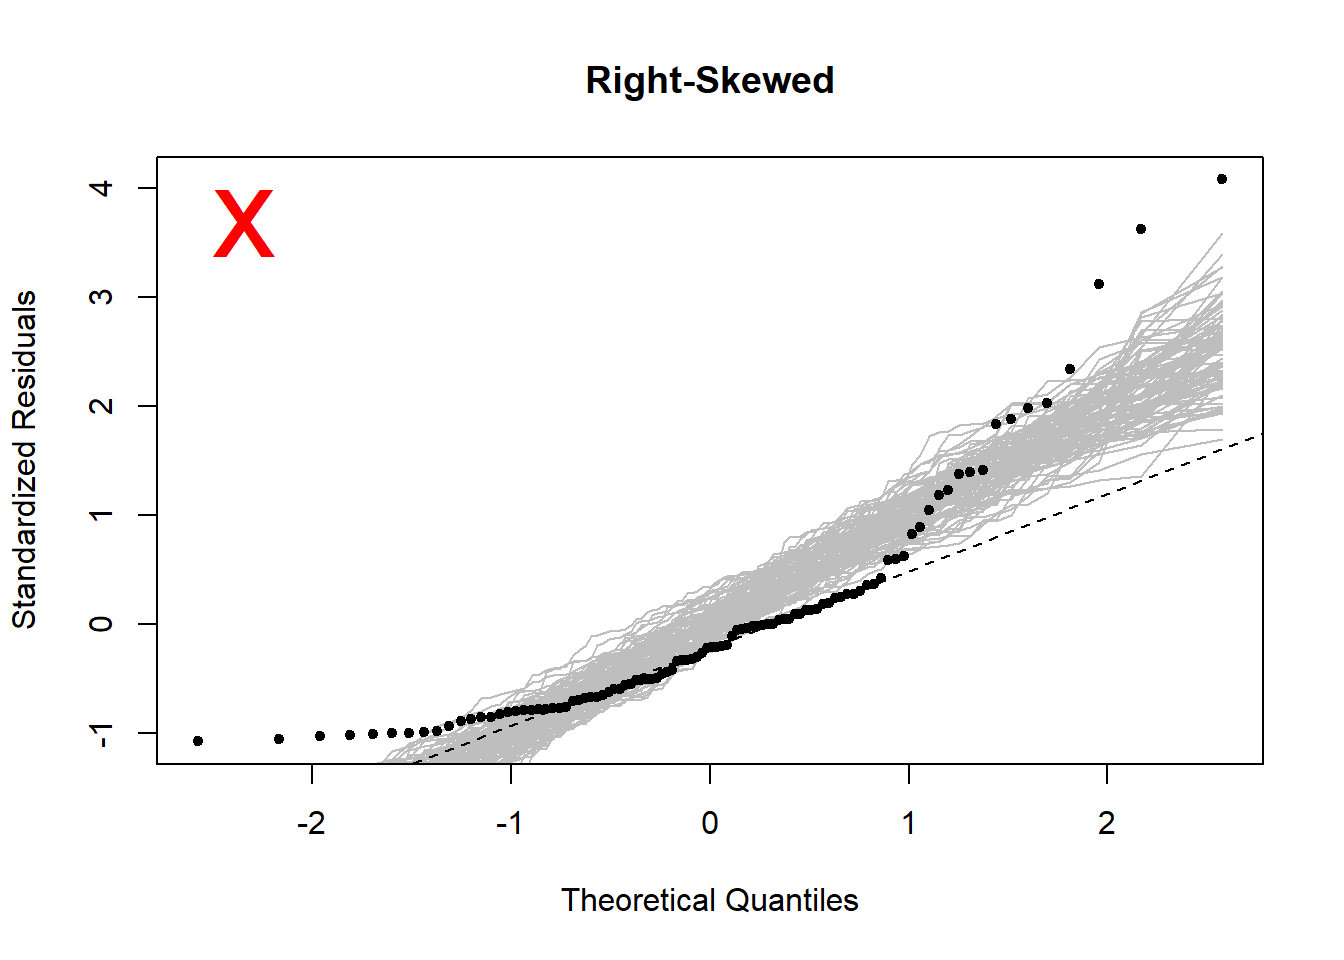 Right-Skewed
X
4
3
2
1
0
-1
Standardized Residuals
-2 -1 0 1 2
Theoretical Quantiles